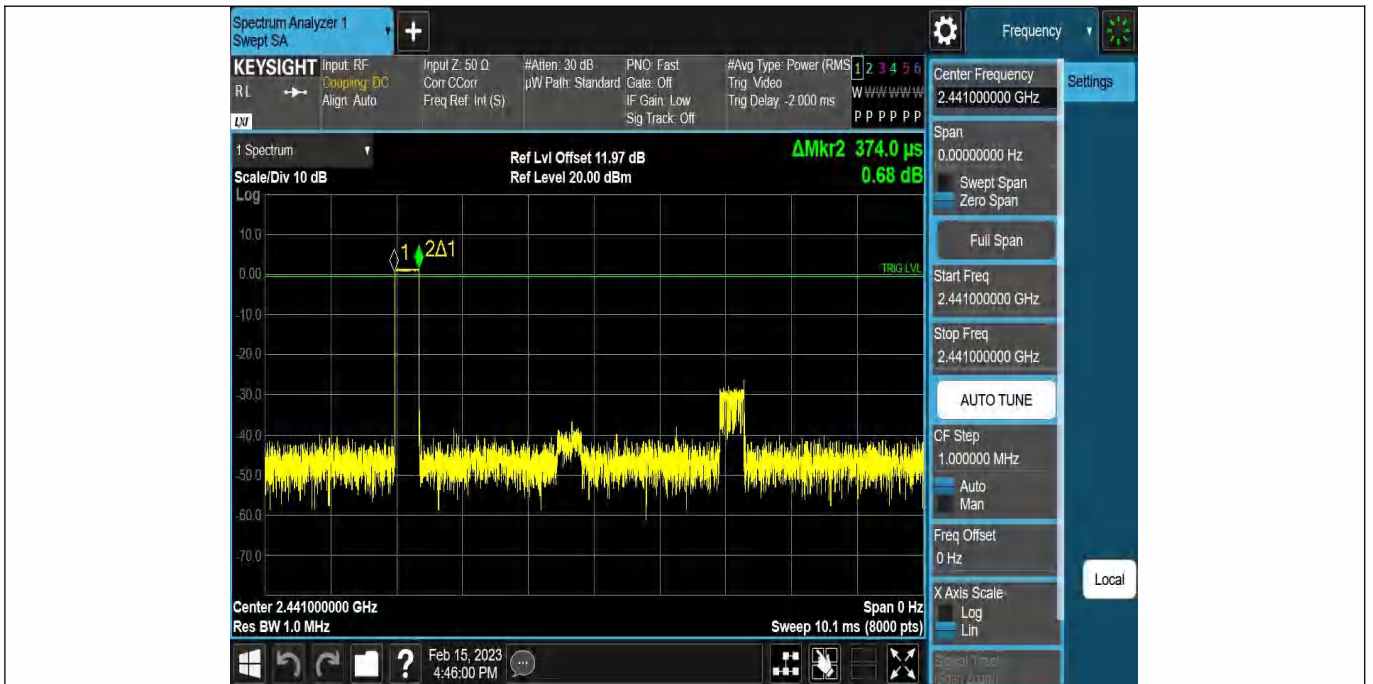 Spectrum Analyzer 1
Swept SA
+
Frequency
KEYSIGHT
RL
LXI
Input: RF
Coupling: DC
Align: Auto
Input Z: 50 Ω
Corr CCorr
Freq Ref: Int (S)
#Atten: 30 dB
µW Path: Standard
PNO: Fast
Gate: Off
IF Gain: Low
Sig Track: Off
#Avg Type: Power (RMS
Trig: Video
Trig Delay: -2.000 ms
1 2 3 4 5 6
W W W W W W
P P P P P P
Center Frequency
2.441000000 GHz
Settings
Span
0.00000000 Hz
Swept Span
Zero Span
Full Span
Start Freq
2.441000000 GHz
Stop Freq
2.441000000 GHz
AUTO TUNE
CF Step
1.000000 MHz
Auto
Man
Freq Offset
0 Hz
X Axis Scale
Log
Lin
Signal Track
(Span Zoom)
Local
1 Spectrum
Scale/Div 10 dB
Log
Ref Lvl Offset 11.97 dB
Ref Level 20.00 dBm
ΔMkr2 374.0 µs
0.68 dB
10.0
0.00
-10.0
-20.0
-30.0
-40.0
-50.0
-60.0
-70.0
1
2Δ1
TRIG LVL
Center 2.441000000 GHz
Res BW 1.0 MHz
Span 0 Hz
Sweep 10.1 ms (8000 pts)
?
Feb 15, 2023
4:46:00 PM